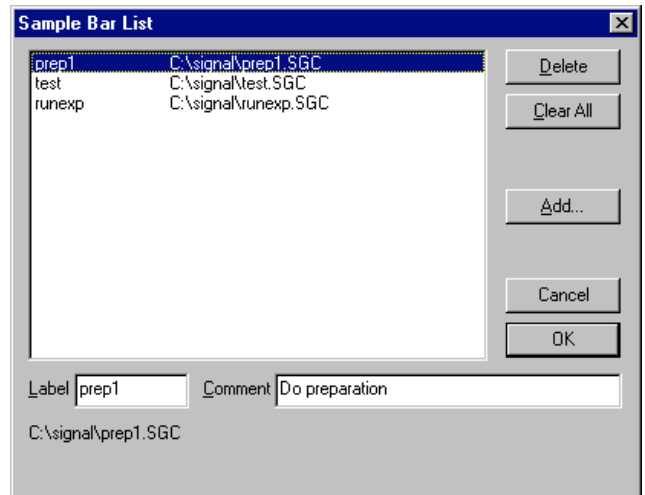 Sample Bar List
prep1 C:\signal\prep1.SGC
test C:\signal\test.SGC
runexp C:\signal\runexp.SGC
Delete
Clear All
Add...
Cancel
OK
Label prep1 Comment Do preparation
C:\signal\prep1.SGC